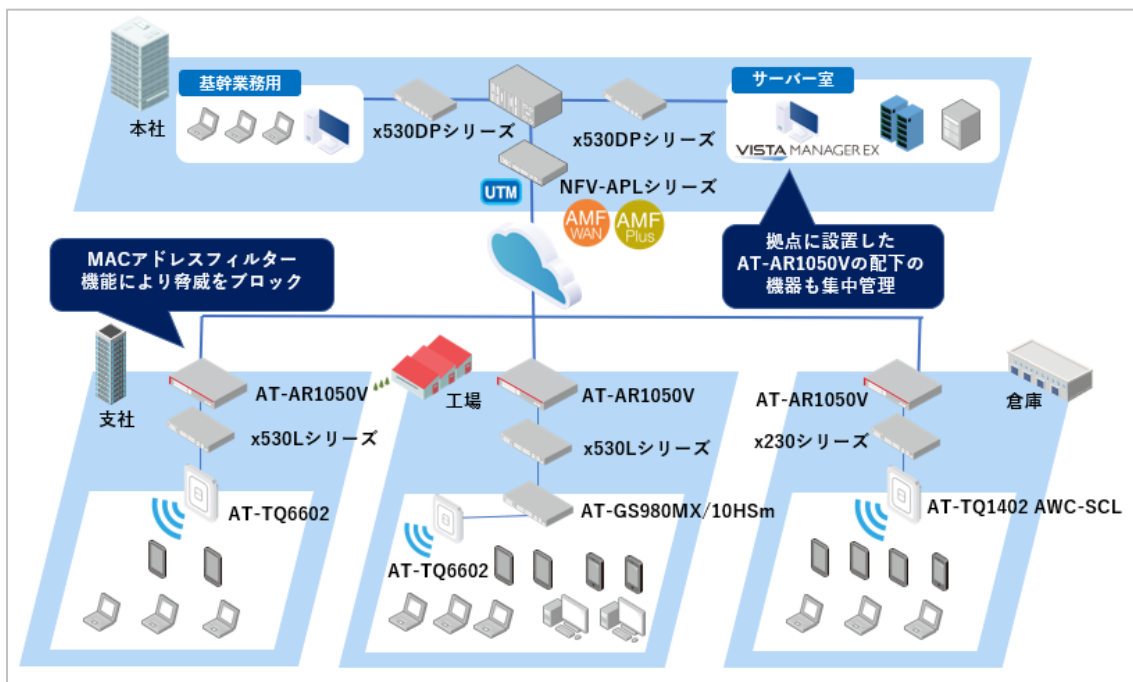 基幹業務用
サーバー室
本社
x530DPシリーズ
x530DPシリーズ
VISTA MANAGER EX
UTM
NFV-APLシリーズ
AMF
WAN
AMF
Plus
MACアドレスフィルター
機能により脅威をブロック
拠点に設置した
AT-AR1050Vの配下の
機器も集中管理
支社
AT-AR1050V
x530Lシリーズ
AT-TQ6602
工場
AT-AR1050V
x530Lシリーズ
AT-GS980MX/10HSm
AT-TQ6602
倉庫
AT-AR1050V
x230シリーズ
AT-TQ1402 AWC-SCL